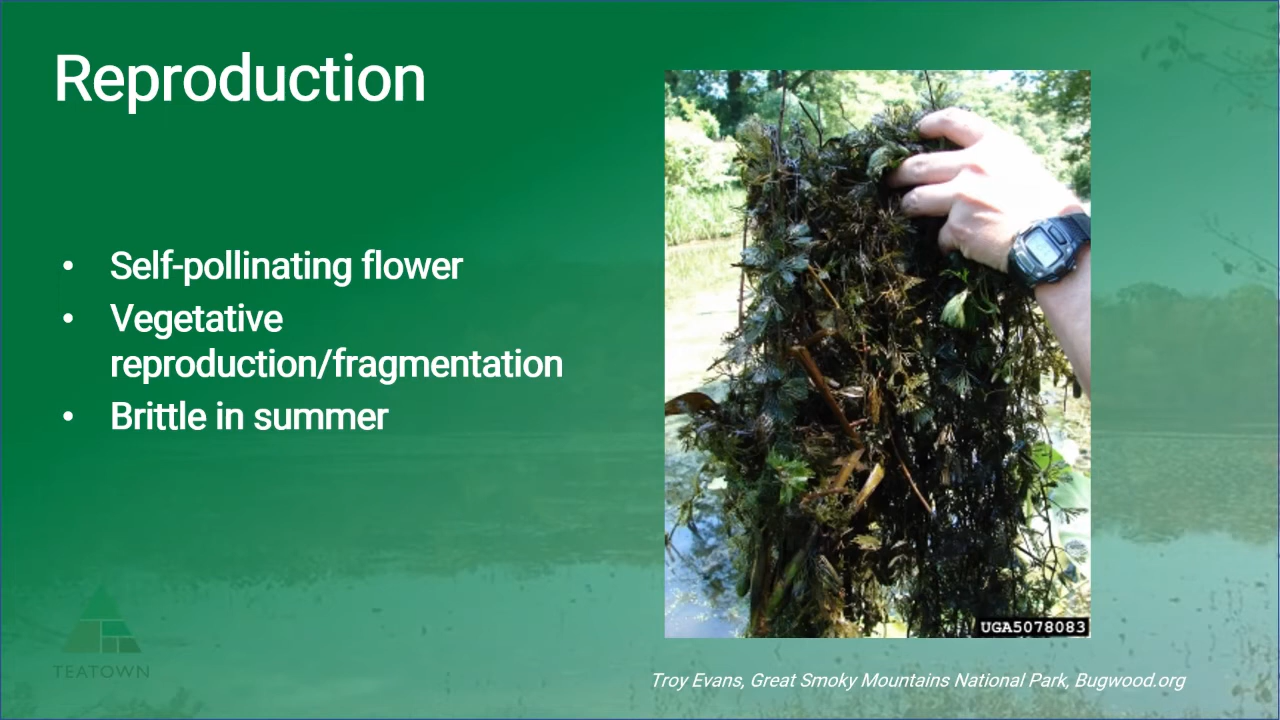 Reproduction
• Self-pollinating flower
• Vegetative
reproduction/fragmentation
• Brittle in summer
UGA5078083
TEATOWN
Troy Evans, Great Smoky Mountains National Park, Bugwood.org